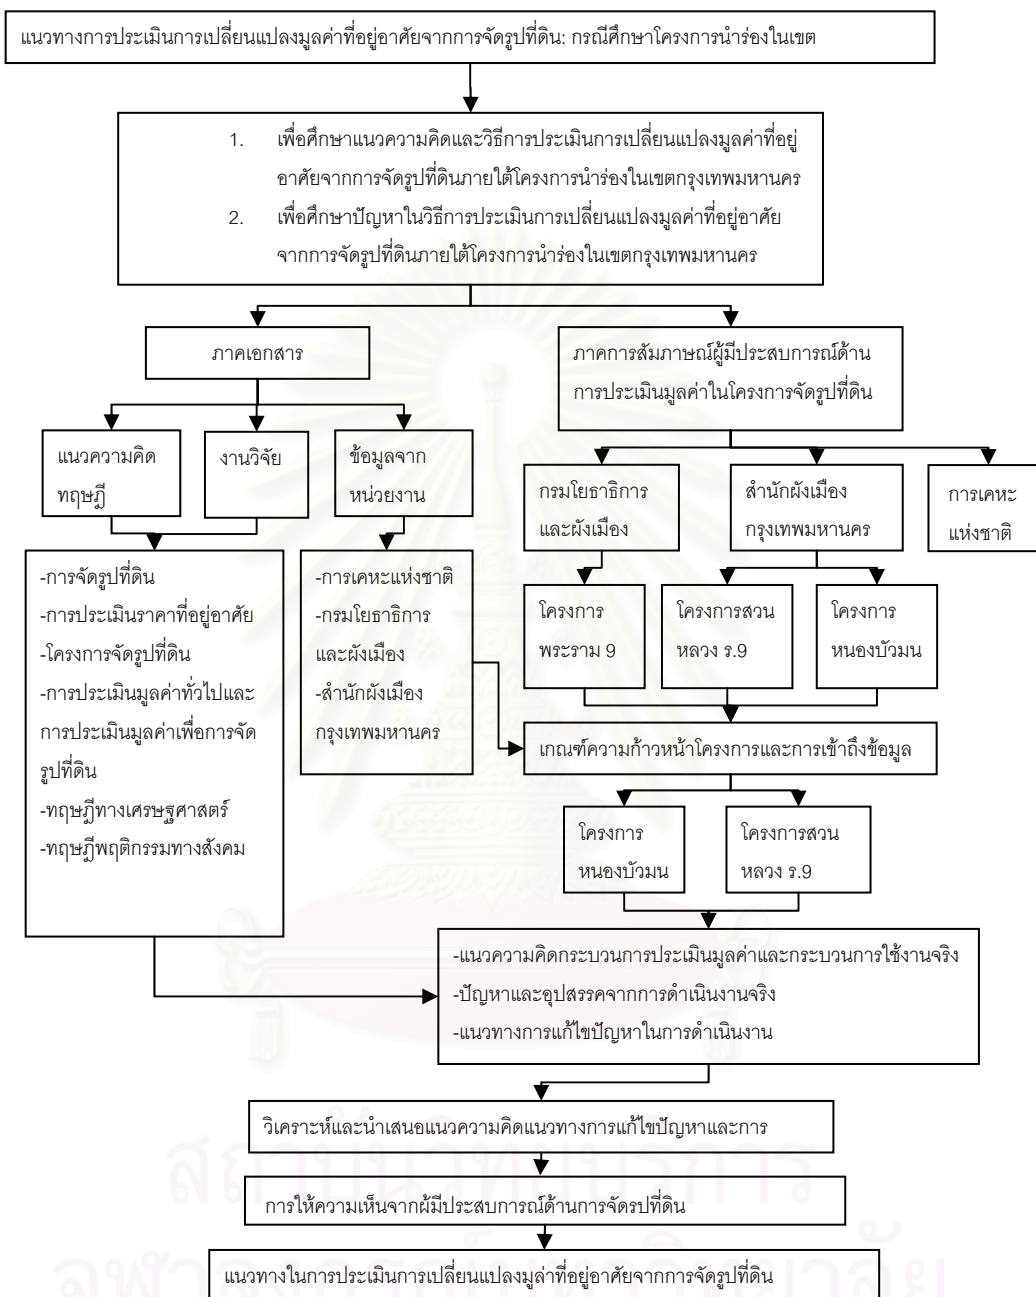 แนวทางการประเมินการเปลี่ยนแปลงมูลค่าที่อยู่อาศัยจากการจัดรูปที่ดิน: กรณีศึกษาโครงการนำร่องในเขต
1. เพื่อศึกษาแนวความคิดและวิธีการประเมินการเปลี่ยนแปลงมูลค่าที่อยู่
อาศัยจากการจัดรูปที่ดินภายใต้โครงการนำร่องในเขตกรุงเทพมหานคร
2. เพื่อศึกษาปัญหาในวิธีการประเมินการเปลี่ยนแปลงมูลค่าที่อยู่อาศัย
จากการจัดรูปที่ดินภายใต้โครงการนำร่องในเขตกรุงเทพมหานคร
ภาคเอกสาร
ภาคการสัมภาษณ์ผู้มีประสบการณ์ด้าน
การประเมินมูลค่าในโครงการจัดรูปที่ดิน
แนวความคิด
ทฤษฎี
งานวิจัย
ข้อมูลจาก
หน่วยงาน
กรมโยธาธิการ
และผังเมือง
สำนักผังเมือง
กรุงเทพมหานคร
การเคหะ
แห่งชาติ
-การจัดรูปที่ดิน
-การประเมินราคาที่อยู่อาศัย
-โครงการจัดรูปที่ดิน
-การประเมินมูลค่าทั่วไปและ
การประเมินมูลค่าเพื่อการจัด
รูปที่ดิน
-ทฤษฎีทางเศรษฐศาสตร์
-ทฤษฎีพฤติกรรมทางสังคม
-การเคหะแห่งชาติ
-กรมโยธาธิการ
และผังเมือง
-สำนักผังเมือง
กรุงเทพมหานคร
โครงการ
พระราม 9
โครงการสวน
หลวง ร.9
โครงการ
หนองบัวมน
เกณฑ์ความก้าวหน้าโครงการและการเข้าถึงข้อมูล
โครงการ
หนองบัวมน
โครงการสวน
หลวง ร.9
-แนวความคิดกระบวนการประเมินมูลค่าและกระบวนการใช้งานจริง
-ปัญหาและอุปสรรคจากการดำเนินงานจริง
-แนวทางการแก้ไขปัญหาในการดำเนินงาน
วิเคราะห์และนำเสนอแนวความคิดแนวทางการแก้ไขปัญหาและการ
การให้ความเห็นจากผู้มีประสบการณ์ด้านการจัดรูปที่ดิน
แนวทางในการประเมินการเปลี่ยนแปลงมูล่าที่อยู่อาศัยจากการจัดรูปที่ดิน
สถาบันวิทยบริการ
จุฬาลงกรณ์มหาวิทยาลัย